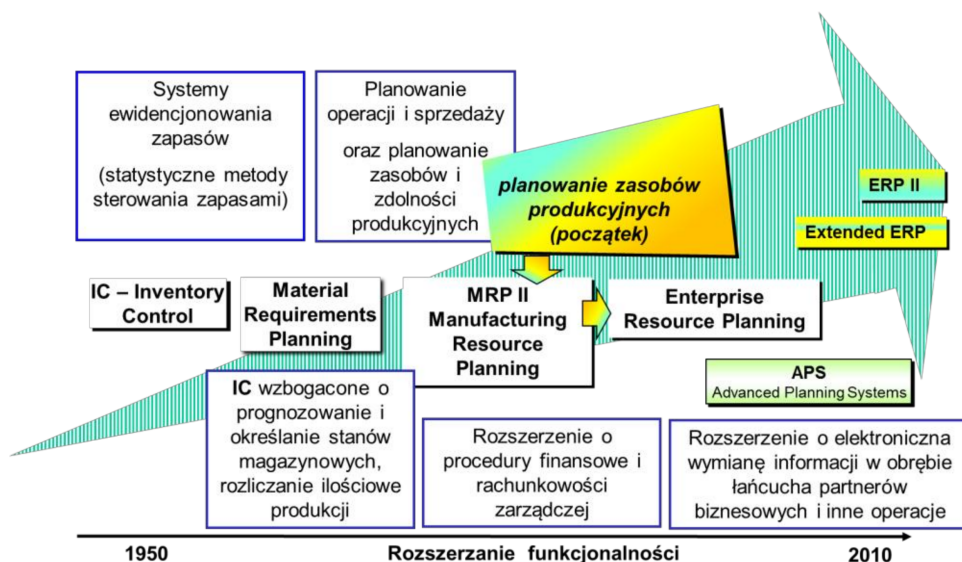 Systemy
ewidencjonowania
zapasów
(statystyczne metody
sterowania zapasami)
Planowanie
operacji i sprzedaży
oraz planowanie
zasobów i
zdolności
produkcyjnych
planowanie zasobów
produkcyjnych
(początek)
ERP II
Extended ERP
IC – Inventory
Control
Material
Requirements
Planning
MRP II
Manufacturing
Resource
Planning
Enterprise
Resource Planning
APS
Advanced Planning Systems
IC wzbogacone o
prognozowanie i
określanie stanów
magazynowych,
rozliczanie ilościowe
produkcji
Rozszerzenie o
procedury finansowe i
rachunkowości
zarządczej
Rozszerzenie o elektroniczna
wymianę informacji w obrębie
łańcucha partnerów
biznesowych i inne operacje
1950
Rozszerzanie funkcjonalności
2010